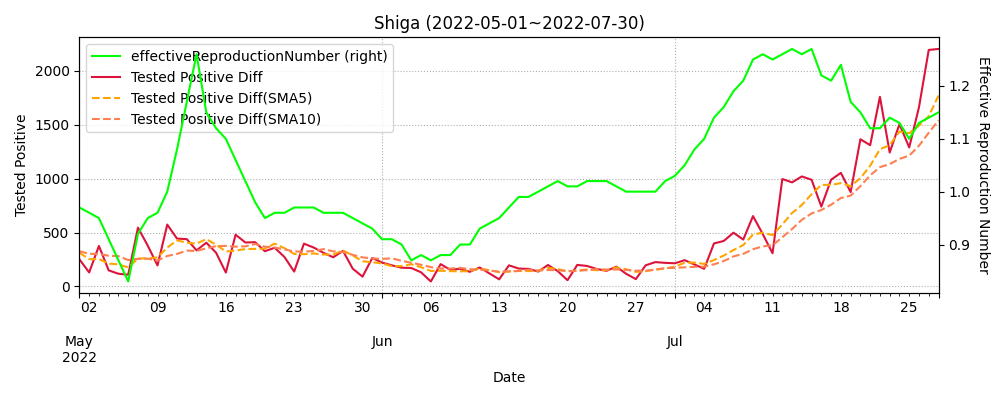 Shiga (2022-05-01~2022-07-30)
effectiveReproductionNumber (right)
Tested Positive Diff
Tested Positive Diff(SMA5)
Tested Positive Diff(SMA10)
Tested Positive
2000
1500
1000
500
0
1.2
1.1
1.0
0.9
Effective Reproduction Number
02 09 16 23 06 13 20 27 04 11 18 25
May Jun Jul
2022
Date